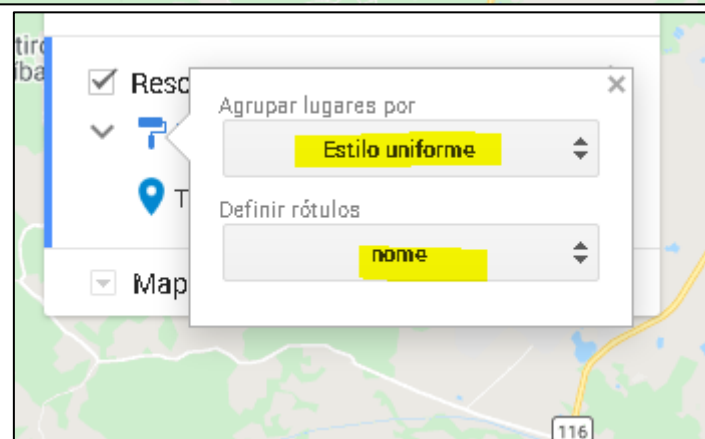 Resc
Agrupar lugares por
Estilo uniforme
T
Definir rótulos
nome
Map
116